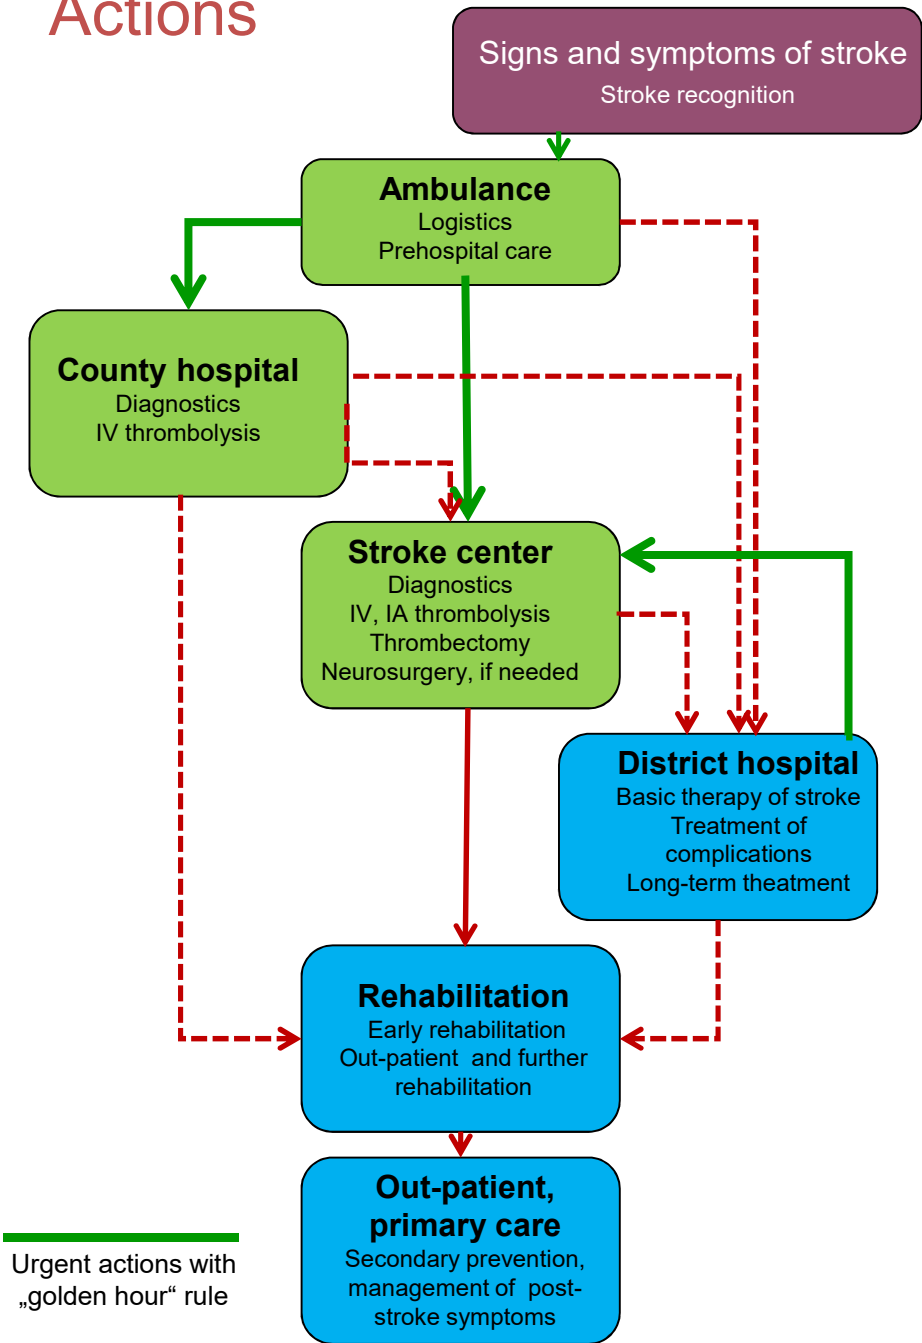 Actions
Signs and symptoms of stroke
Stroke recognition
Ambulance
Logistics
Prehospital care
County hospital
Diagnostics
IV thrombolysis
Stroke center
Diagnostics
IV, IA thrombolysis
Thrombectomy
Neurosurgery, if needed
District hospital
Basic therapy of stroke
Treatment of
complications
Long-term theatment
Rehabilitation
Early rehabilitation
Out-patient and further
rehabilitation
Out-patient,
primary care
Secondary prevention,
management of post-
stroke symptoms
Urgent actions with
„golden hour“ rule